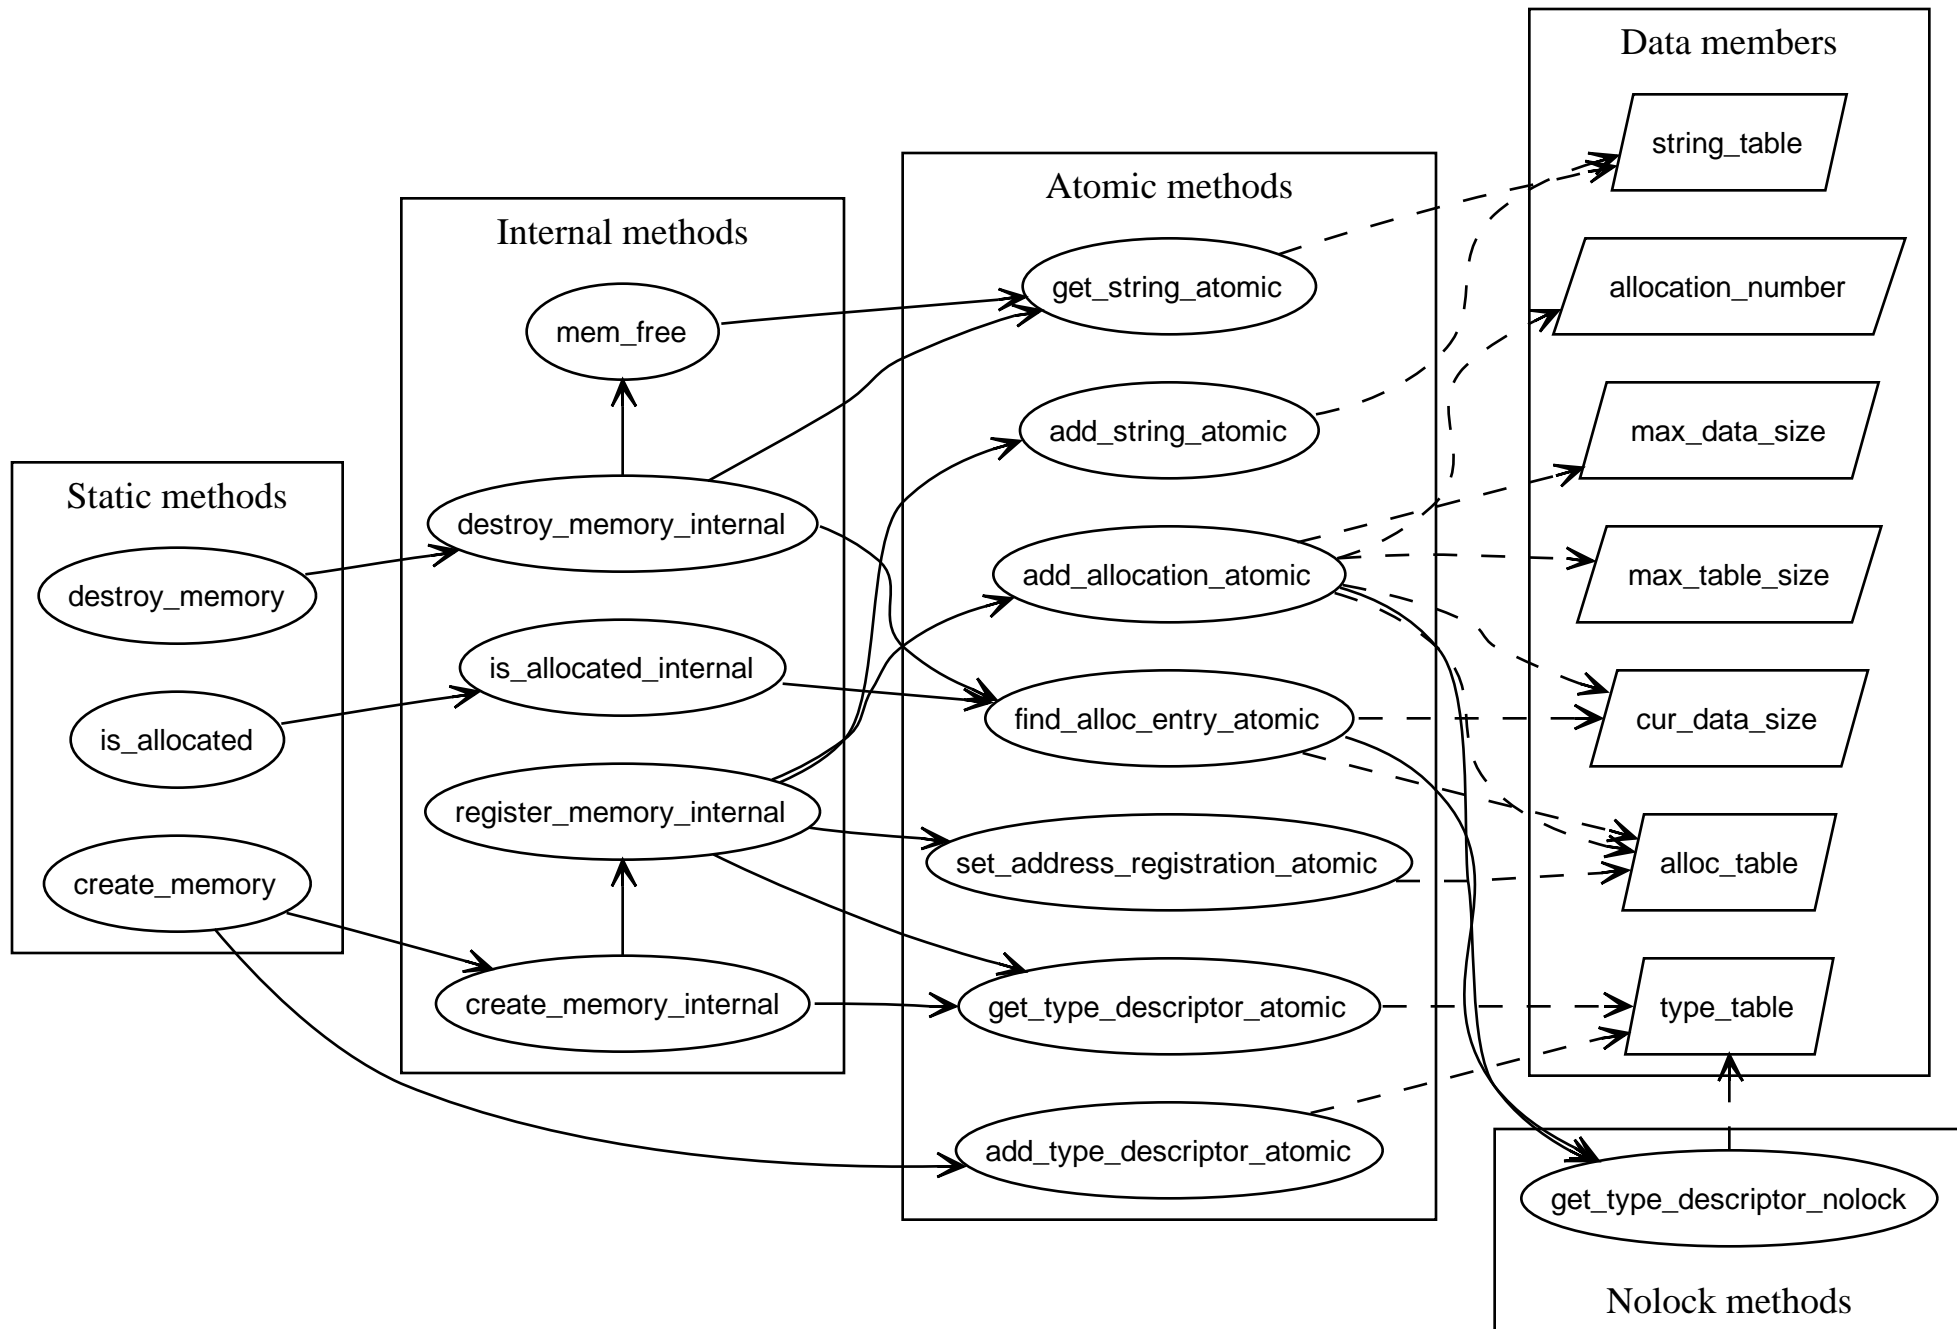 Static methods
destroy_memory
is_allocated
create_memory
Internal methods
mem_free
destroy_memory_internal
is_allocated_internal
register_memory_internal
create_memory_internal
Atomic methods
get_string_atomic
add_string_atomic
add_allocation_atomic
find_alloc_entry_atomic
set_address_registration_atomic
get_type_descriptor_atomic
add_type_descriptor_atomic
Data members
string_table
allocation_number
max_data_size
max_table_size
cur_data_size
alloc_table
type_table
get_type_descriptor_nolock
Nolock methods